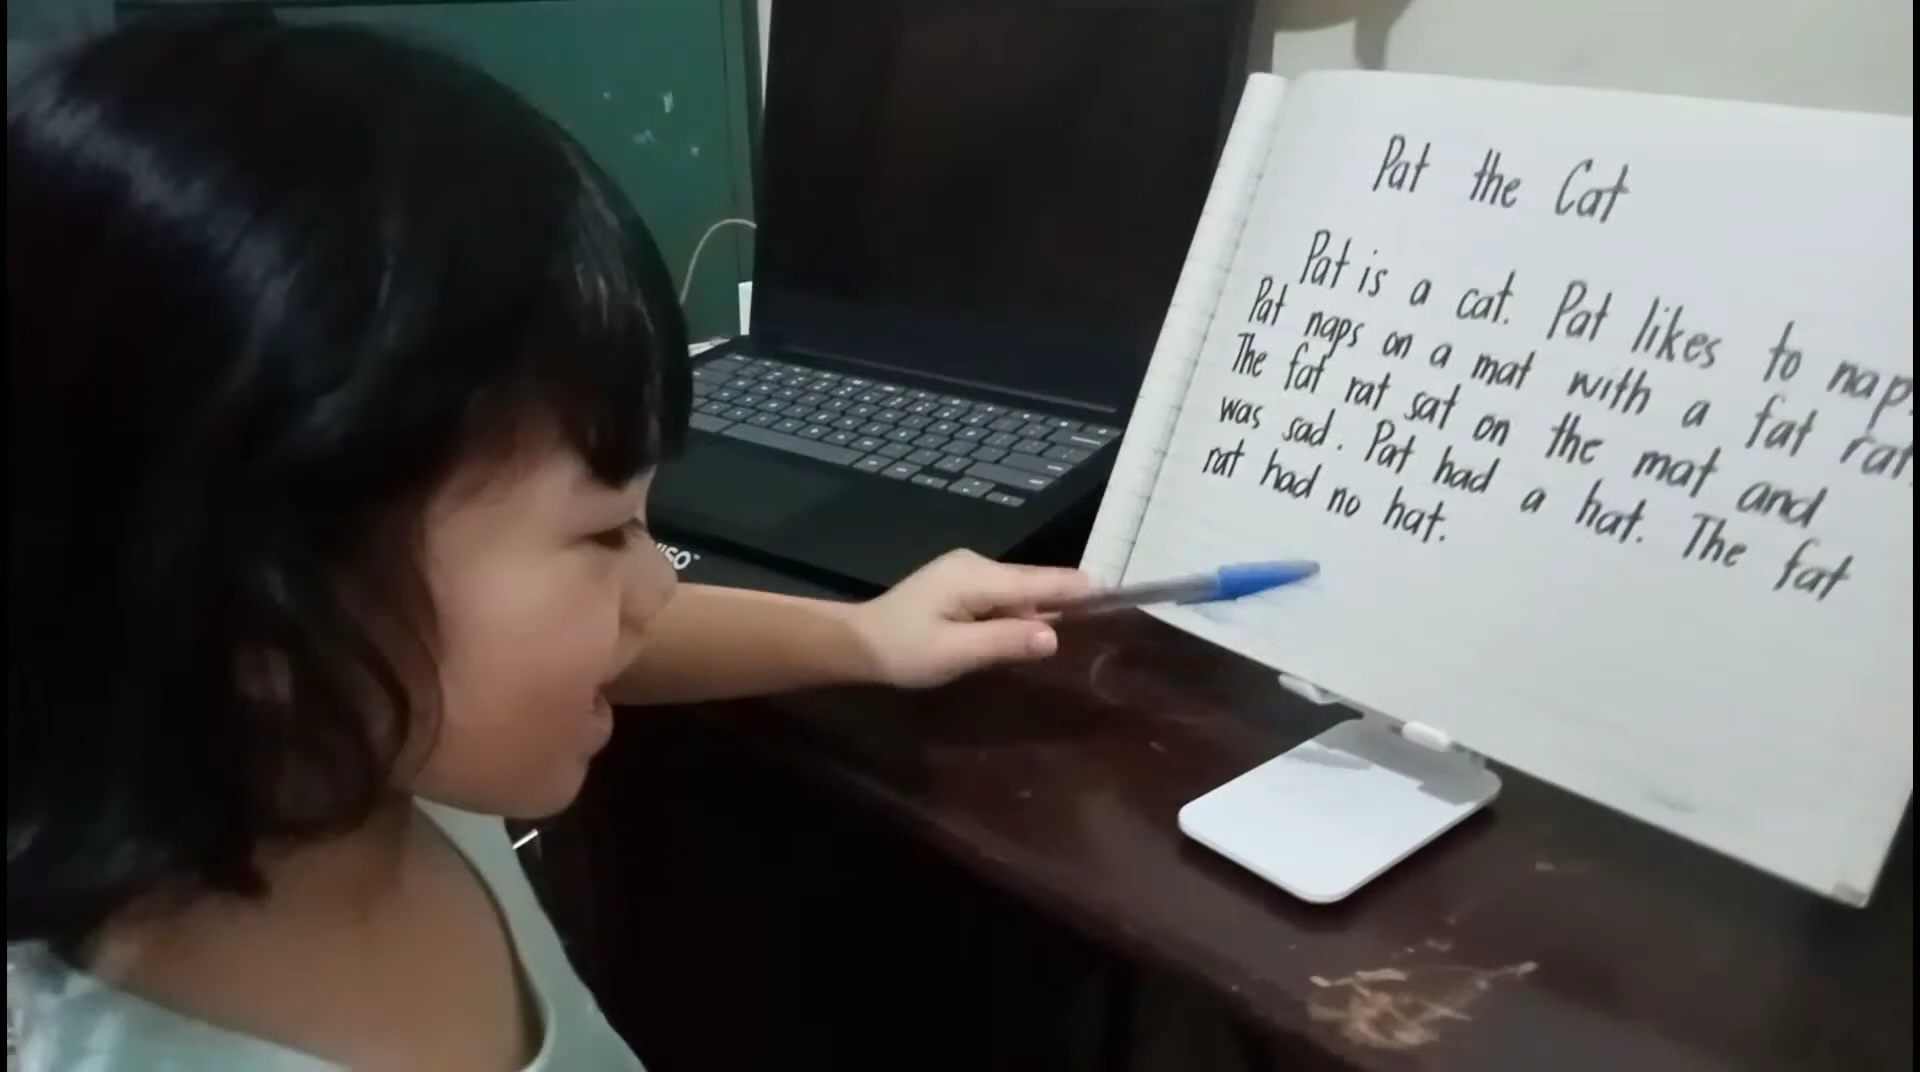 Pat the Cat
Pat is a cat. Pat likes to nap.
Pat naps on a mat with a fat rat.
The fat rat sat on the mat and
was sad. Pat had a hat. The fat
rat had no hat.